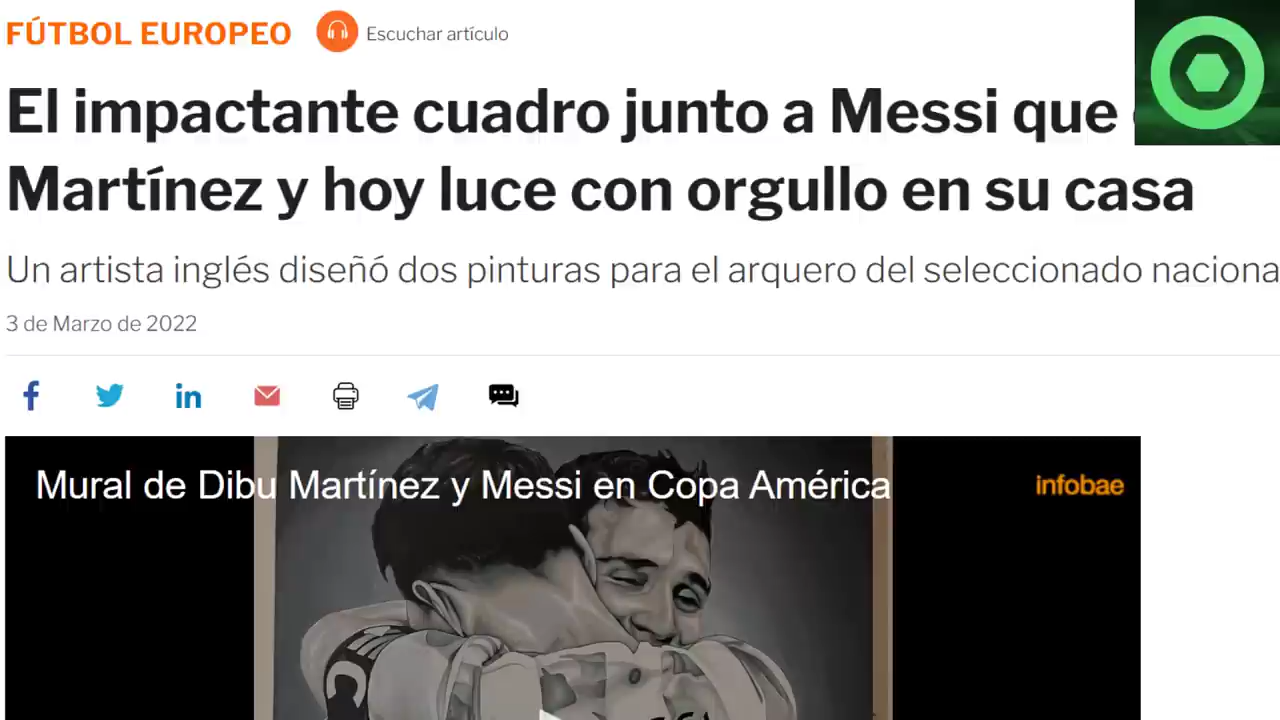 FÚTBOL EUROPEO
Escuchar artículo
El impactante cuadro junto a Messi que
Martínez y hoy luce con orgullo en su casa
Un artista inglés diseñó dos pinturas para el arquero del seleccionado naciona
3 de Marzo de 2022
Mural de Dibu Martínez y Messi en Copa América
infobae